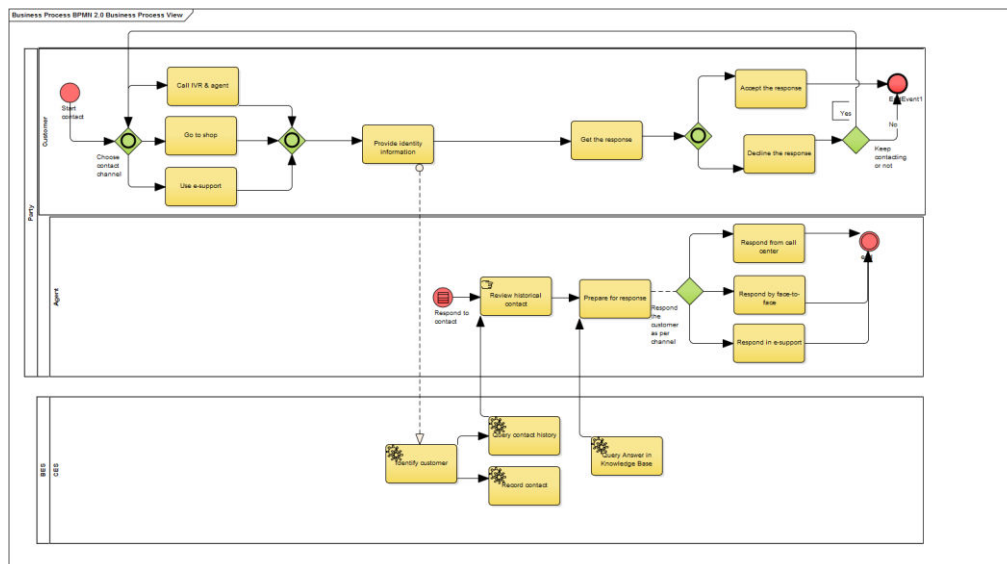 Business Process BPMN 2.0 Business Process View
Party
Customer
Start
contact
Choose
contact
channel
Call IVR & agent
Go to shop
Use e-support
Provide identity
information
Get the response
Accept the response
Decline the response
Yes
No
Keep
contacting
or not
Agent
Respond to
contact
Review historical
contact
Prepare for response
Respond
the
customer
as per
channel
Respond from call
center
Respond by face-to-
face
Respond in e-support
BES
CES
Identify customer
Query contact history
Record contact
Query Answer in
Knowledge Base